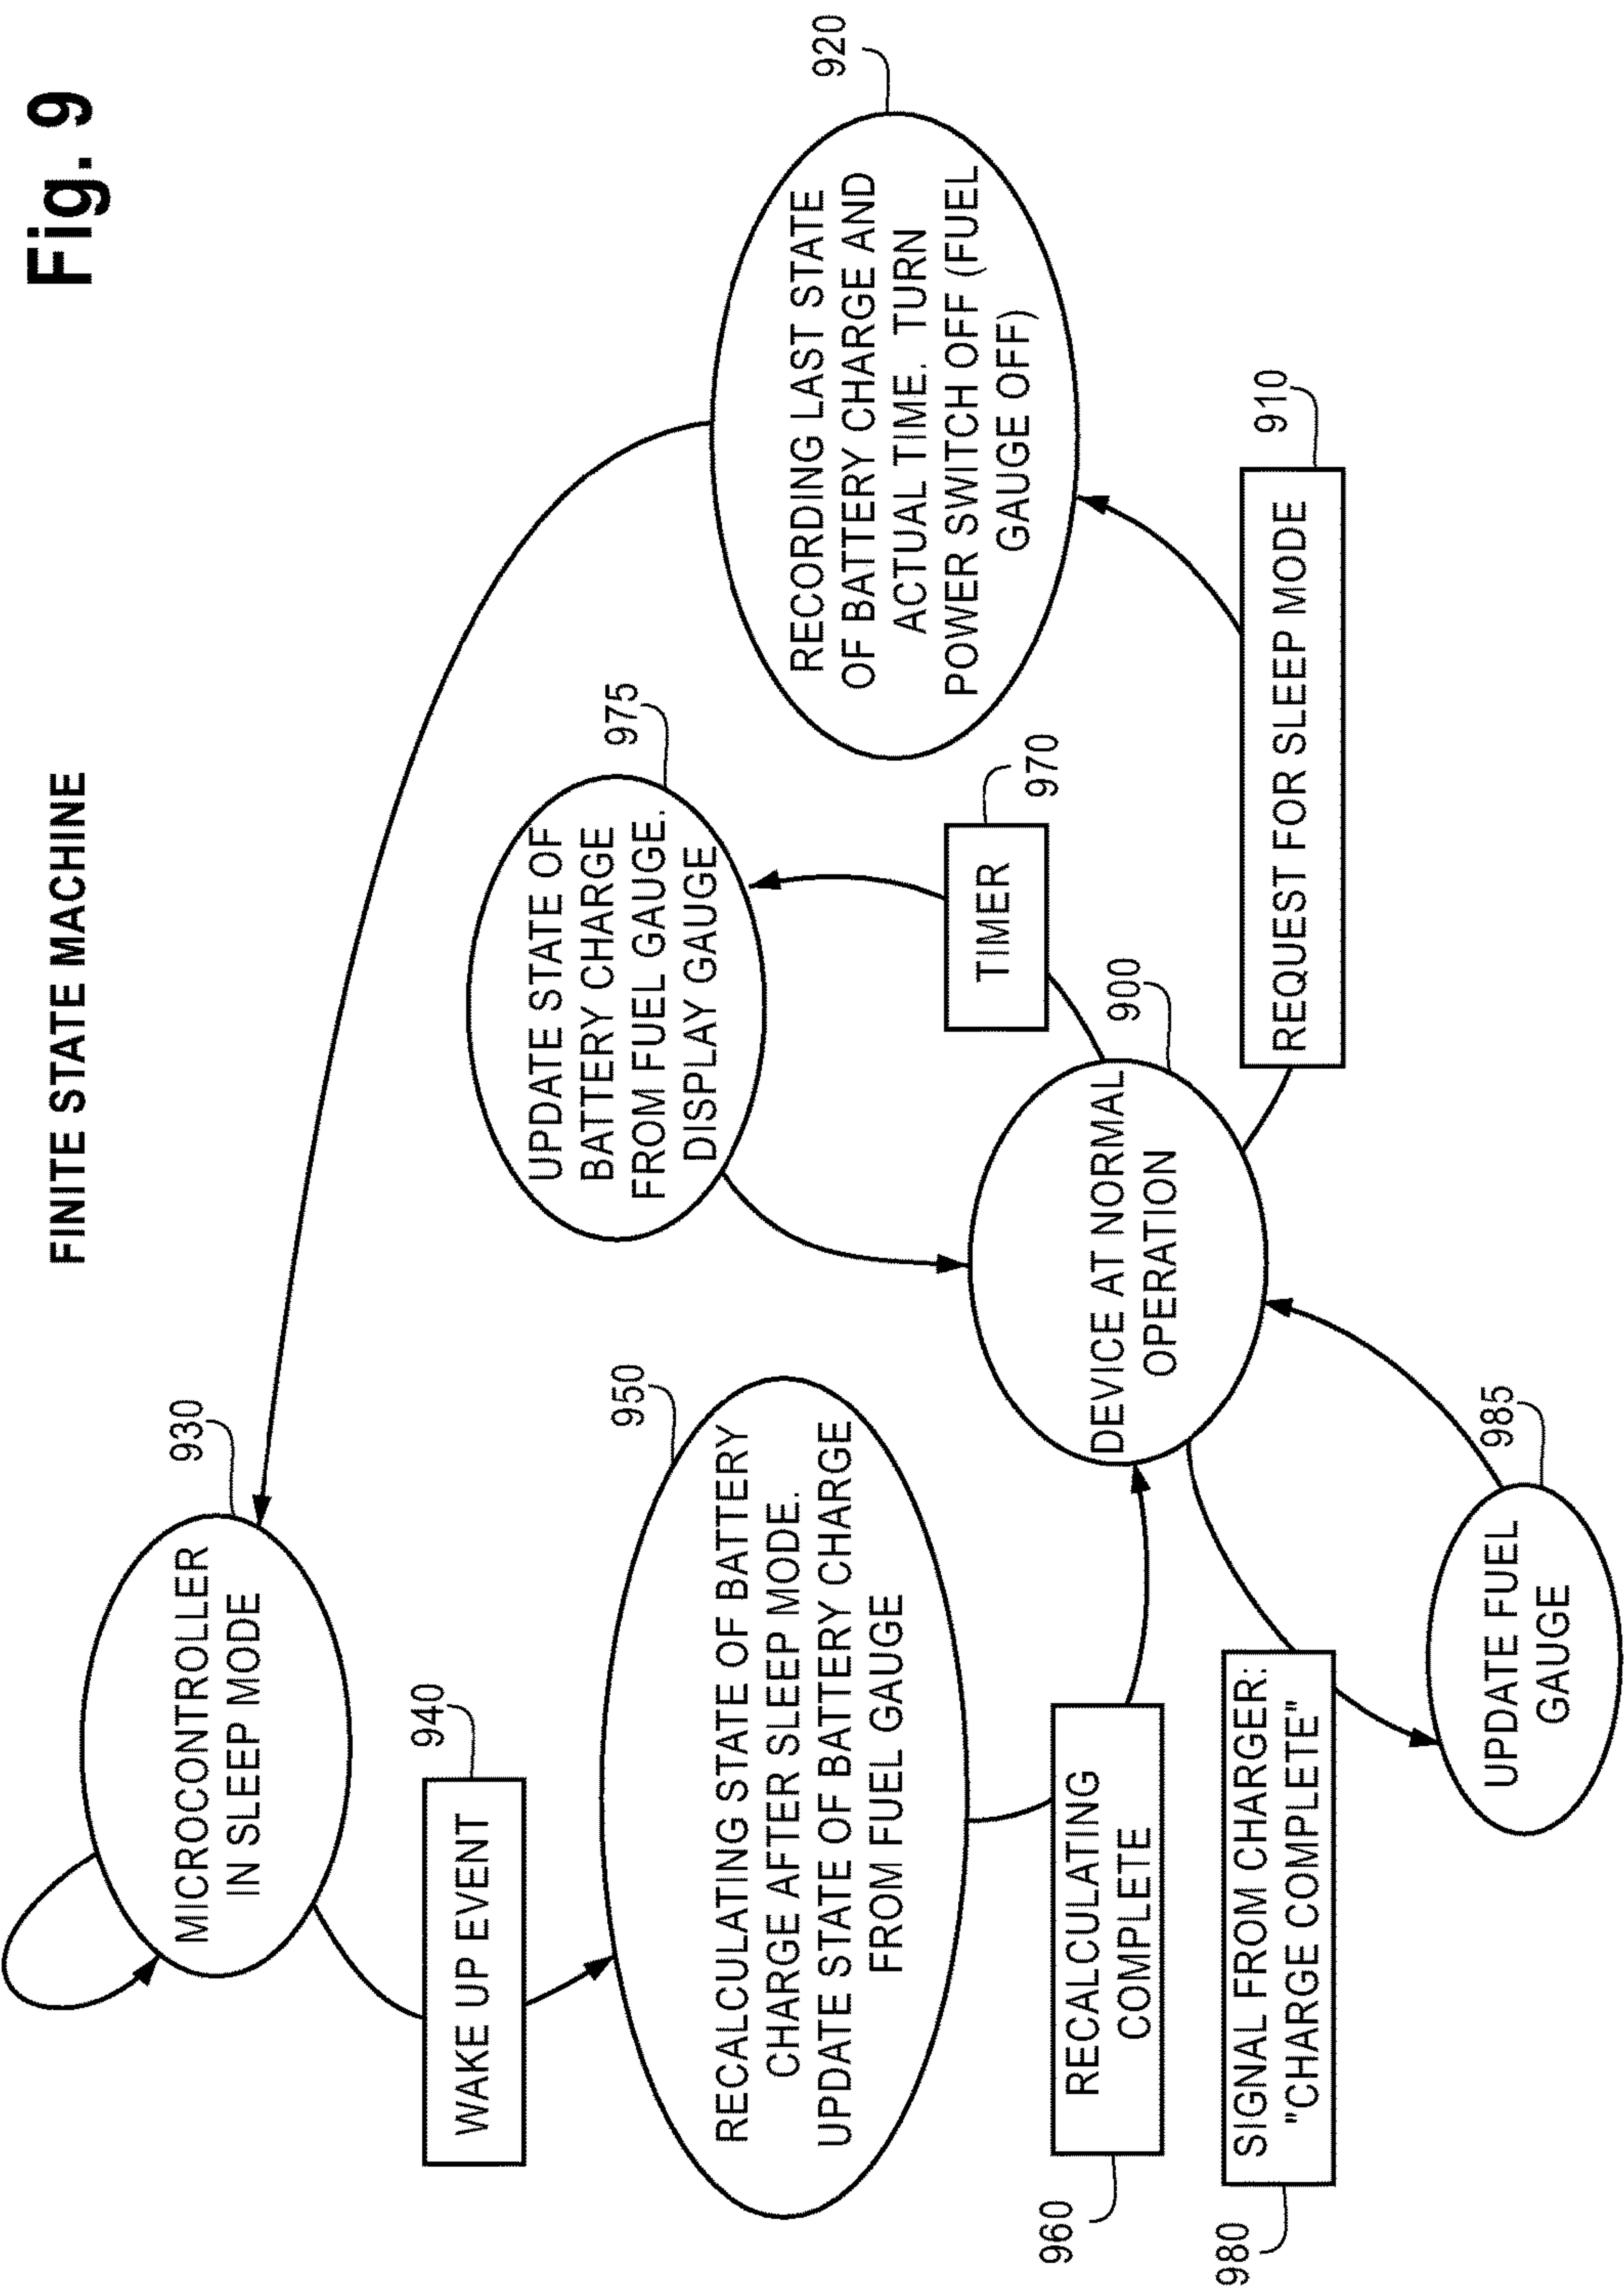 Fig. 9
FINITE STATE MACHINE
930
MICROCONTROLLER
IN SLEEP MODE
940
WAKE UP EVENT
950
RECALCULATING STATE OF BATTERY
CHARGE AFTER SLEEP MODE.
UPDATE STATE OF BATTERY CHARGE
FROM FUEL GAUGE
960
RECALCULATING
COMPLETE
980
SIGNAL FROM CHARGER:
"CHARGE COMPLETE"
985
UPDATE FUEL
GAUGE
900
DEVICE AT NORMAL
OPERATION
970
TIMER
975
UPDATE STATE OF
BATTERY CHARGE
FROM FUEL GAUGE.
DISPLAY GAUGE
910
REQUEST FOR SLEEP MODE
920
RECORDING LAST STATE
OF BATTERY CHARGE AND
ACTUAL TIME. TURN
POWER SWITCH OFF (FUEL
GAUGE OFF)